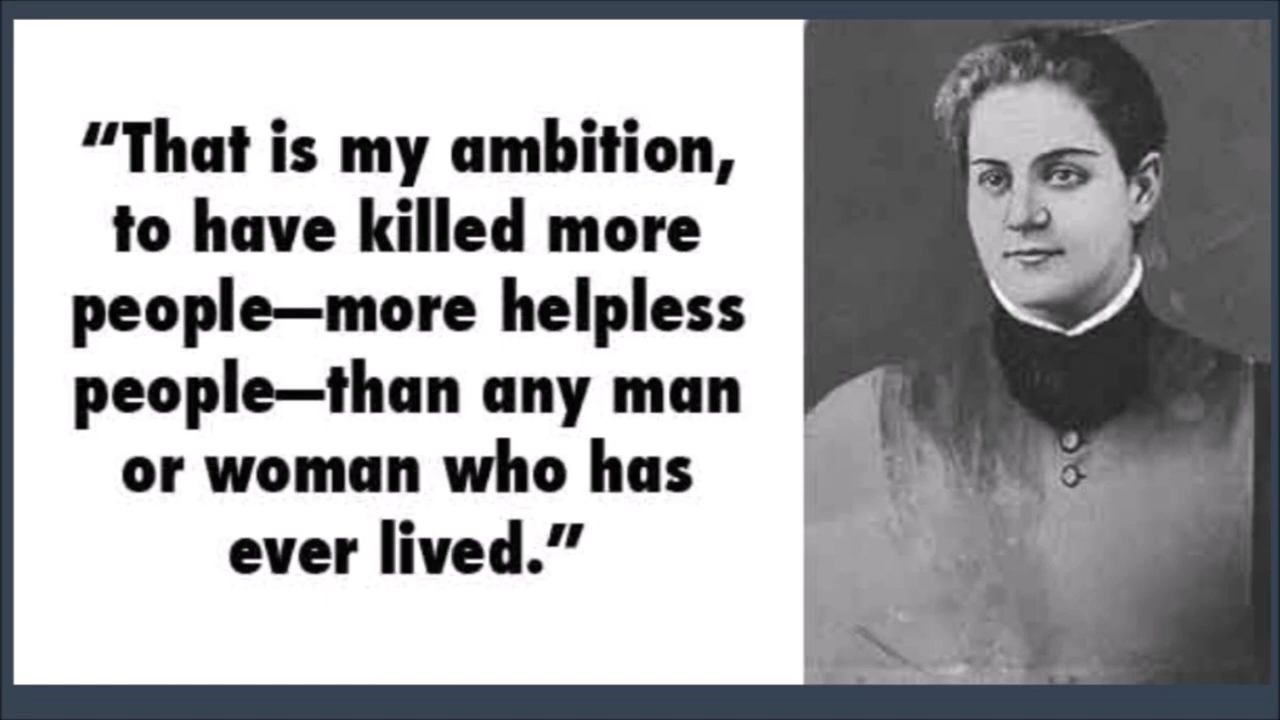 “That is my ambition,
to have killed more
people—more helpless
people—than any man
or woman who has
ever lived.”